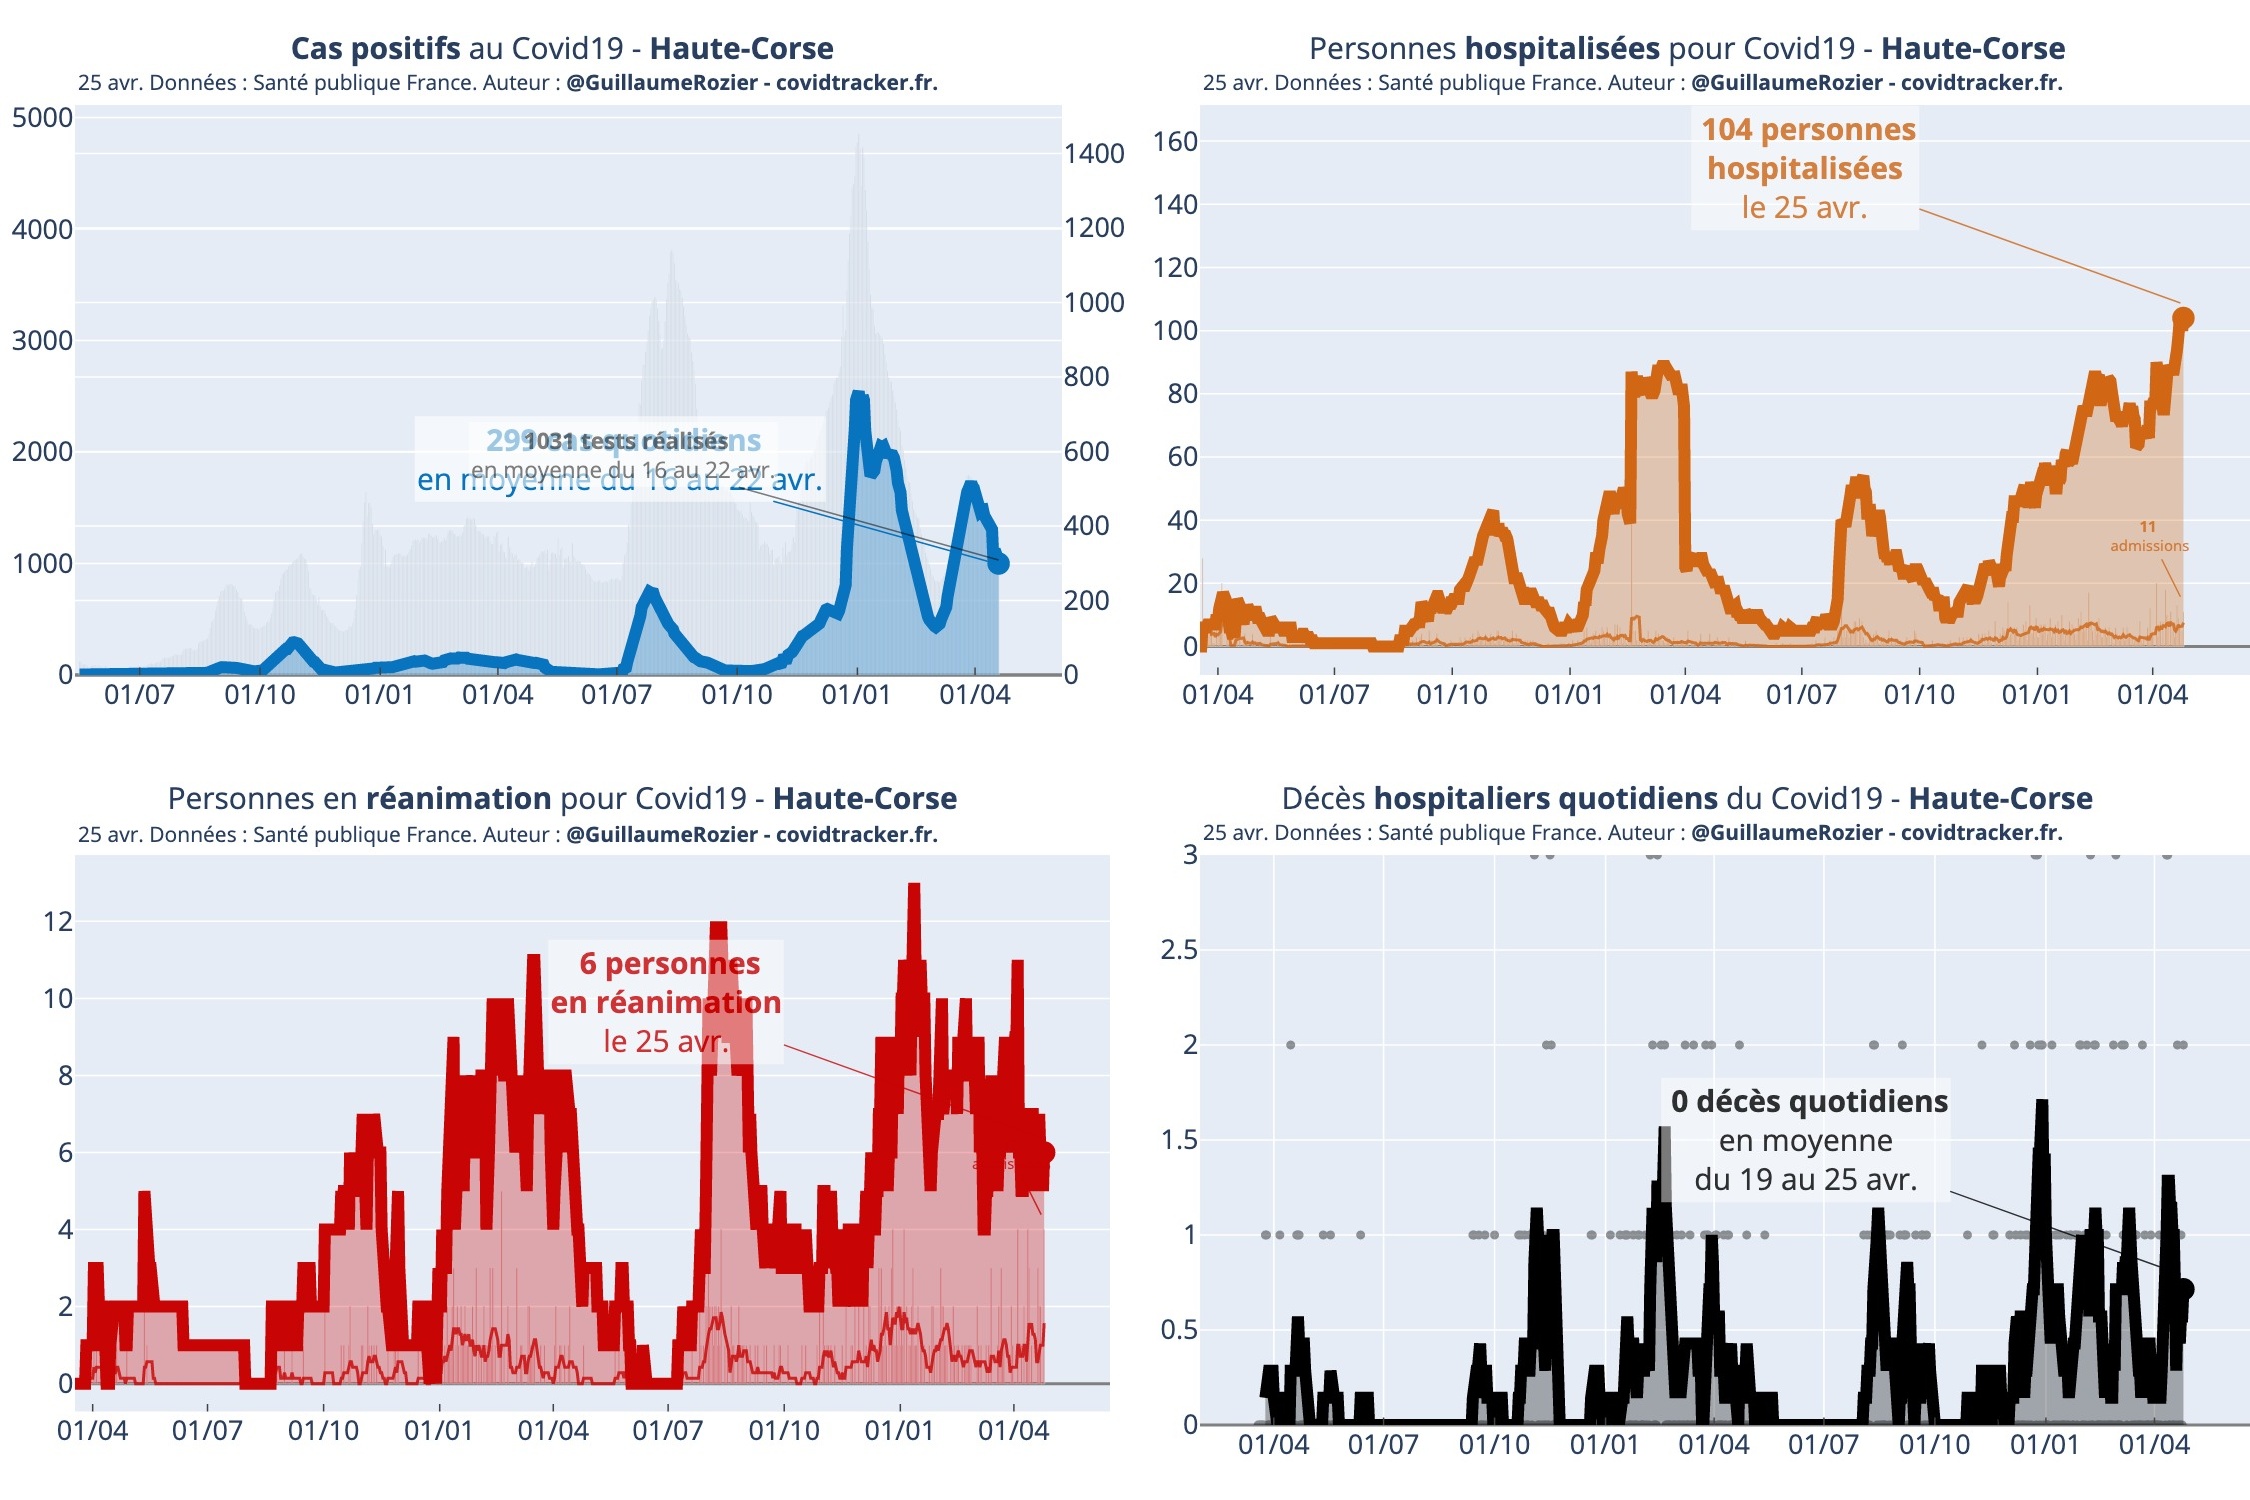 Cas positifs au Covid19 - Haute-Corse
25 avr. Données : Santé publique France. Auteur : @GuillaumeRozier - covidtracker.fr.
5000
4000
3000
2000
1000
0
1400
1200
1000
800
600
400
200
0
299 cas quotidiens
en moyenne du 16 au 22 avr.
1031 tests réalisés
en moyenne du 16 au 22 avr.
01/07 01/10 01/01 01/04 01/07 01/10 01/01 01/04
Personnes hospitalisées pour Covid19 - Haute-Corse
25 avr. Données : Santé publique France. Auteur : @GuillaumeRozier - covidtracker.fr.
160
140
120
100
80
60
40
20
0
104 personnes
hospitalisées
le 25 avr.
11
admissions
01/04 01/07 01/10 01/01 01/04 01/07 01/10 01/01 01/04
Personnes en réanimation pour Covid19 - Haute-Corse
25 avr. Données : Santé publique France. Auteur : @GuillaumeRozier - covidtracker.fr.
12
10
8
6
4
2
0
6 personnes
en réanimation
le 25 avr.
01/04 01/07 01/10 01/01 01/04 01/07 01/10 01/01 01/04
Décès hospitaliers quotidiens du Covid19 - Haute-Corse
25 avr. Données : Santé publique France. Auteur : @GuillaumeRozier - covidtracker.fr.
3
2.5
2
1.5
1
0.5
0
0 décès quotidiens
en moyenne
du 19 au 25 avr.
01/04 01/07 01/10 01/01 01/04 01/07 01/10 01/01 01/04